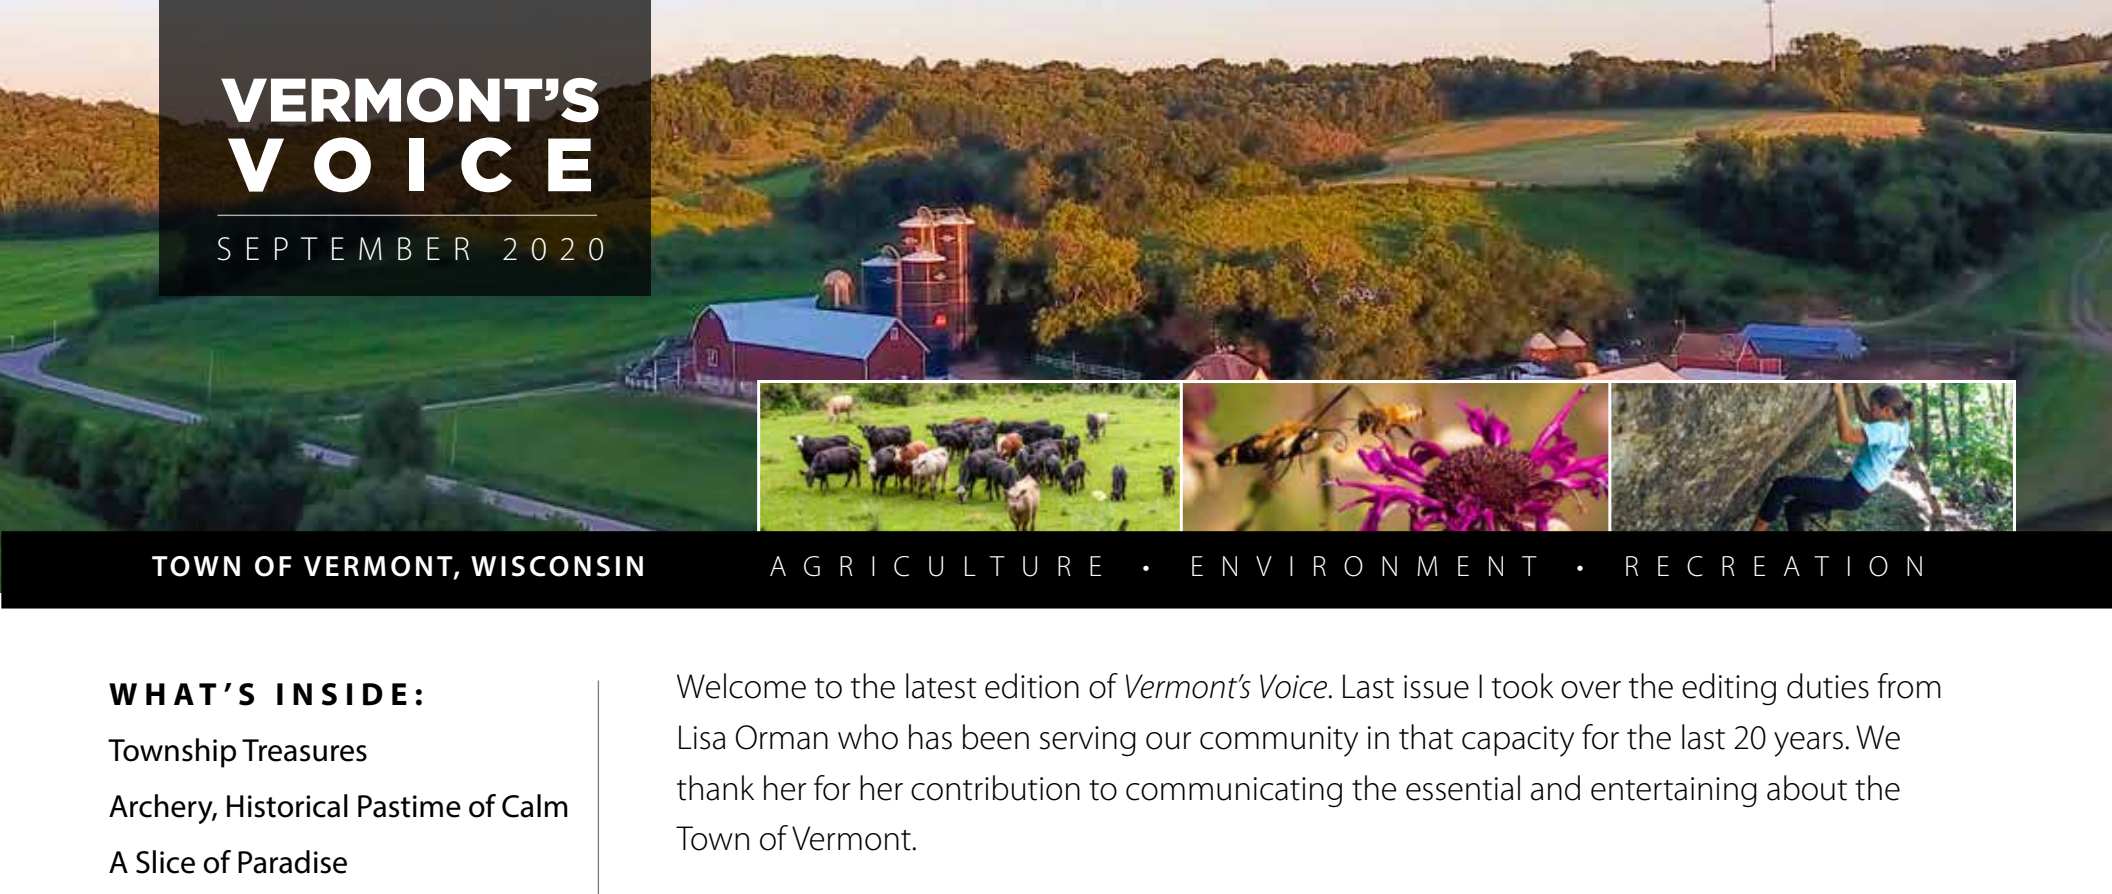 VERMONT'S
VOICE
SEPTEMBER 2020
TOWN OF VERMONT, WISCONSIN
AGRICULTURE • ENVIRONMENT • RECREATION
WHAT'S INSIDE:
Township Treasures
Archery, Historical Pastime of Calm
A Slice of Paradise
Welcome to the latest edition of Vermont's Voice. Last issue I took over the editing duties from
Lisa Orman who has been serving our community in that capacity for the last 20 years. We
thank her for her contribution to communicating the essential and entertaining about the
Town of Vermont.